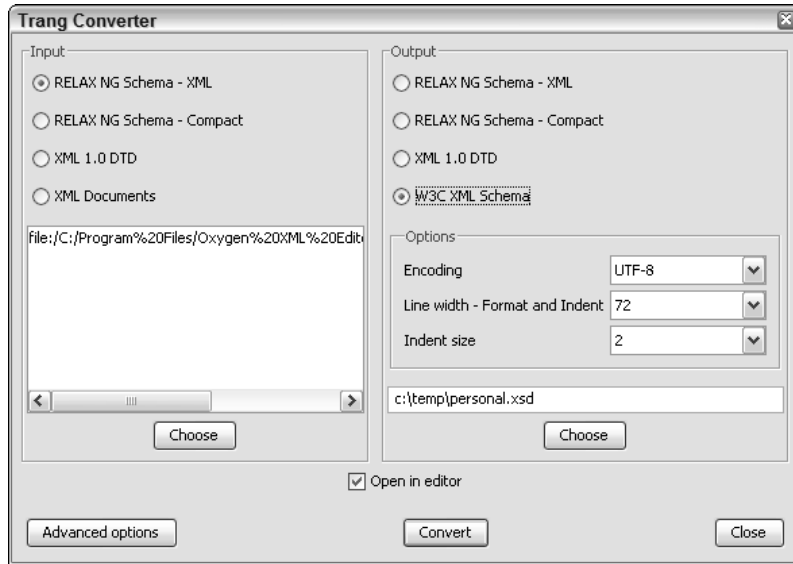 Trang Converter
Input
RELAX NG Schema - XML
RELAX NG Schema - Compact
XML 1.0 DTD
XML Documents
file:/C:/Program%20Files/Oxygen%20XML%20Edit
Choose
Output
RELAX NG Schema - XML
RELAX NG Schema - Compact
XML 1.0 DTD
W3C XML Schema
Options
Encoding UTF-8
Line width - Format and Indent 72
Indent size 2
c:\temp\personal.xsd
Choose
Open in editor
Advanced options Convert Close